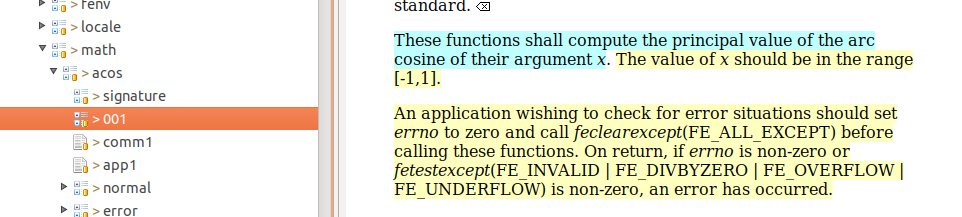 > fenv
> locale
> math
> acos
> signature
> 001
> comm1
> app1
> normal
> error
standard.
These functions shall compute the principal value of the arc
cosine of their argument x. The value of x should be in the range
[-1,1].
An application wishing to check for error situations should set
errno to zero and call feclearexcept(FE_ALL_EXCEPT) before
calling these functions. On return, if errno is non-zero or
fetestexcept(FE_INVALID | FE_DIVBYZERO | FE_OVERFLOW |
FE_UNDERFLOW) is non-zero, an error has occurred.